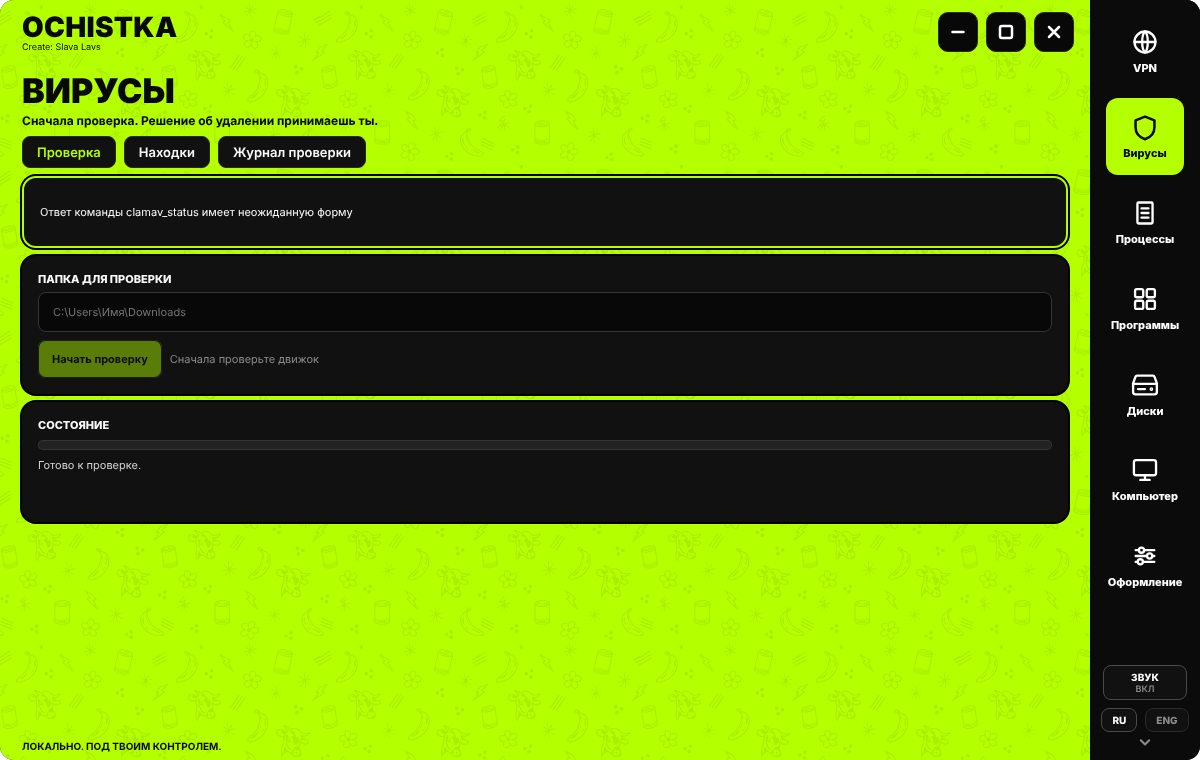 OCHISTKA
Create: Slava Lavs
ВИРУСЫ
Сначала проверка. Решение об удалении принимаешь ты.
Проверка
Находки
Журнал проверки
Ответ команды clamav_status имеет неожиданную форму
ПАПКА ДЛЯ ПРОВЕРКИ
C:\Users\Имя\Downloads
Начать проверку
Сначала проверьте движок
СОСТОЯНИЕ
Готово к проверке.
ЛОКАЛЬНО. ПОД ТВОИМ КОНТРОЛЕМ.
VPN
Вирусы
Процессы
Программы
Диски
Компьютер
Оформление
ЗВУК
ВКЛ
RU
ENG